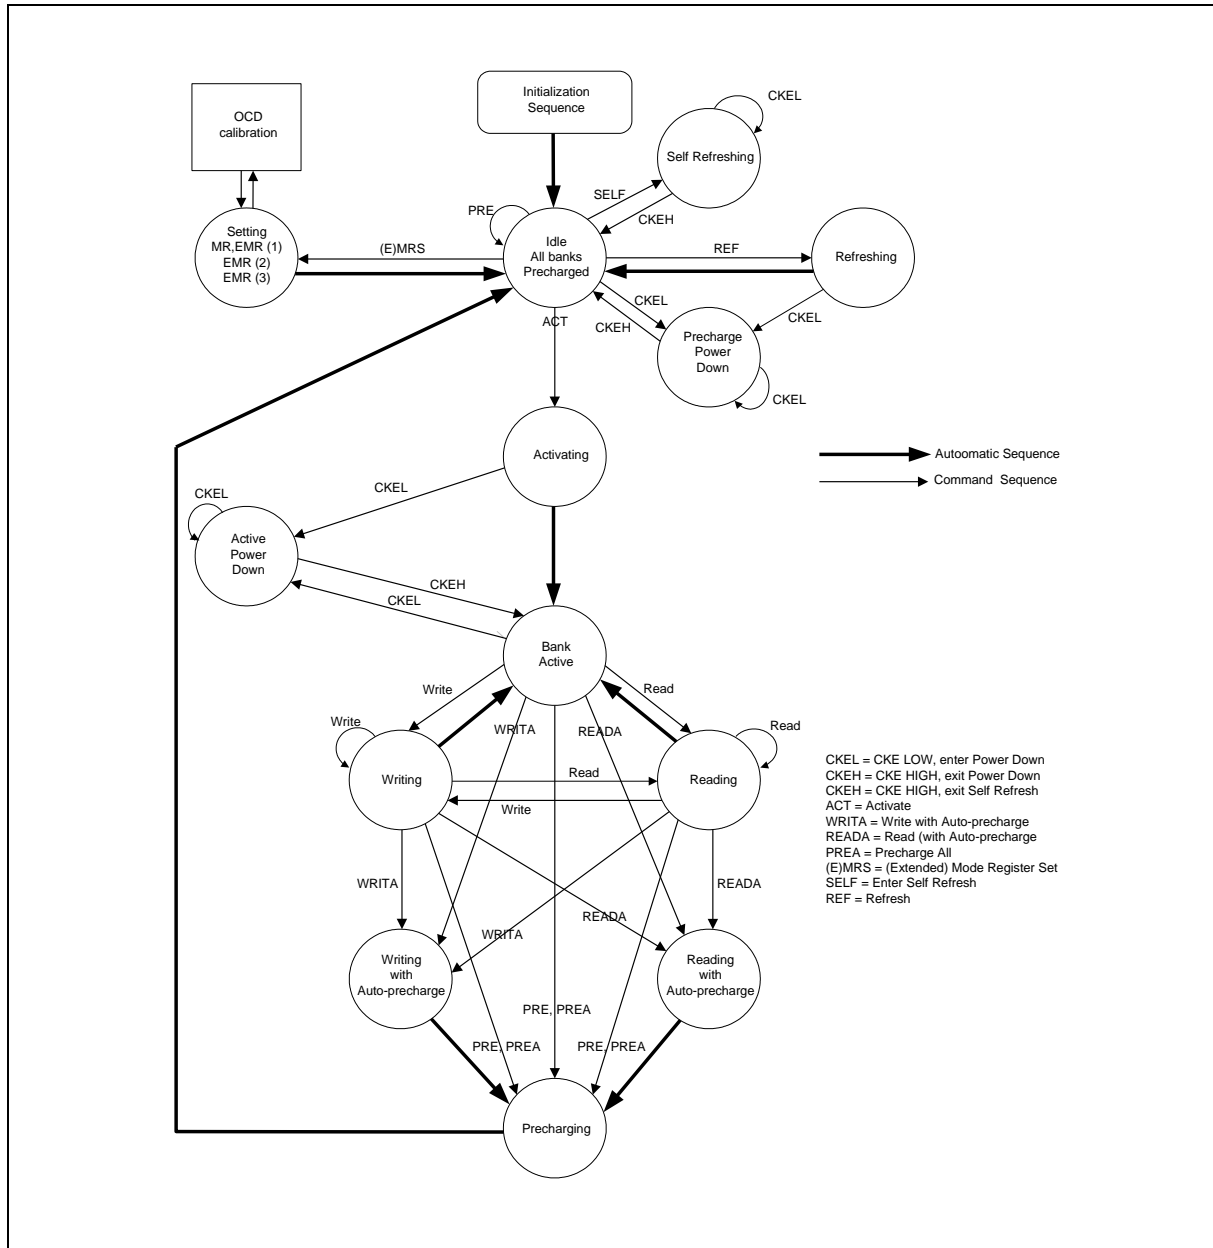 Initialization
Sequence
OCD
calibration
CKEL
Self Refreshing
SELF
CKEH
PRE
Setting
MR,EMR (1)
EMR (2)
EMR (3)
(E)MRS
Idle
All banks
Precharged
REF
Refreshing
CKEL
CKEH
CKEL
ACT
Precharge
Power
Down
CKEL
Activating
Autoomatic Sequence
Command Sequence
CKEL
CKEL
Active
Power
Down
CKEH
CKEL
Bank
Active
Write
Read
Write
WRITA
READA
Read
Writing
Read
Reading
Write
CKEL = CKE LOW, enter Power Down
CKEH = CKE HIGH, exit Power Down
CKEH = CKE HIGH, exit Self Refresh
ACT = Activate
WRITA = Write with Auto-precharge
READA = Read (with Auto-precharge
PREA = Precharge All
(E)MRS = (Extended) Mode Register Set
SELF = Enter Self Refresh
REF = Refresh
WRITA
READA
READA
WRITA
Writing
with
Auto-precharge
Reading
with
Auto-precharge
PRE, PREA
PRE, PREA
PRE, PREA
Precharging